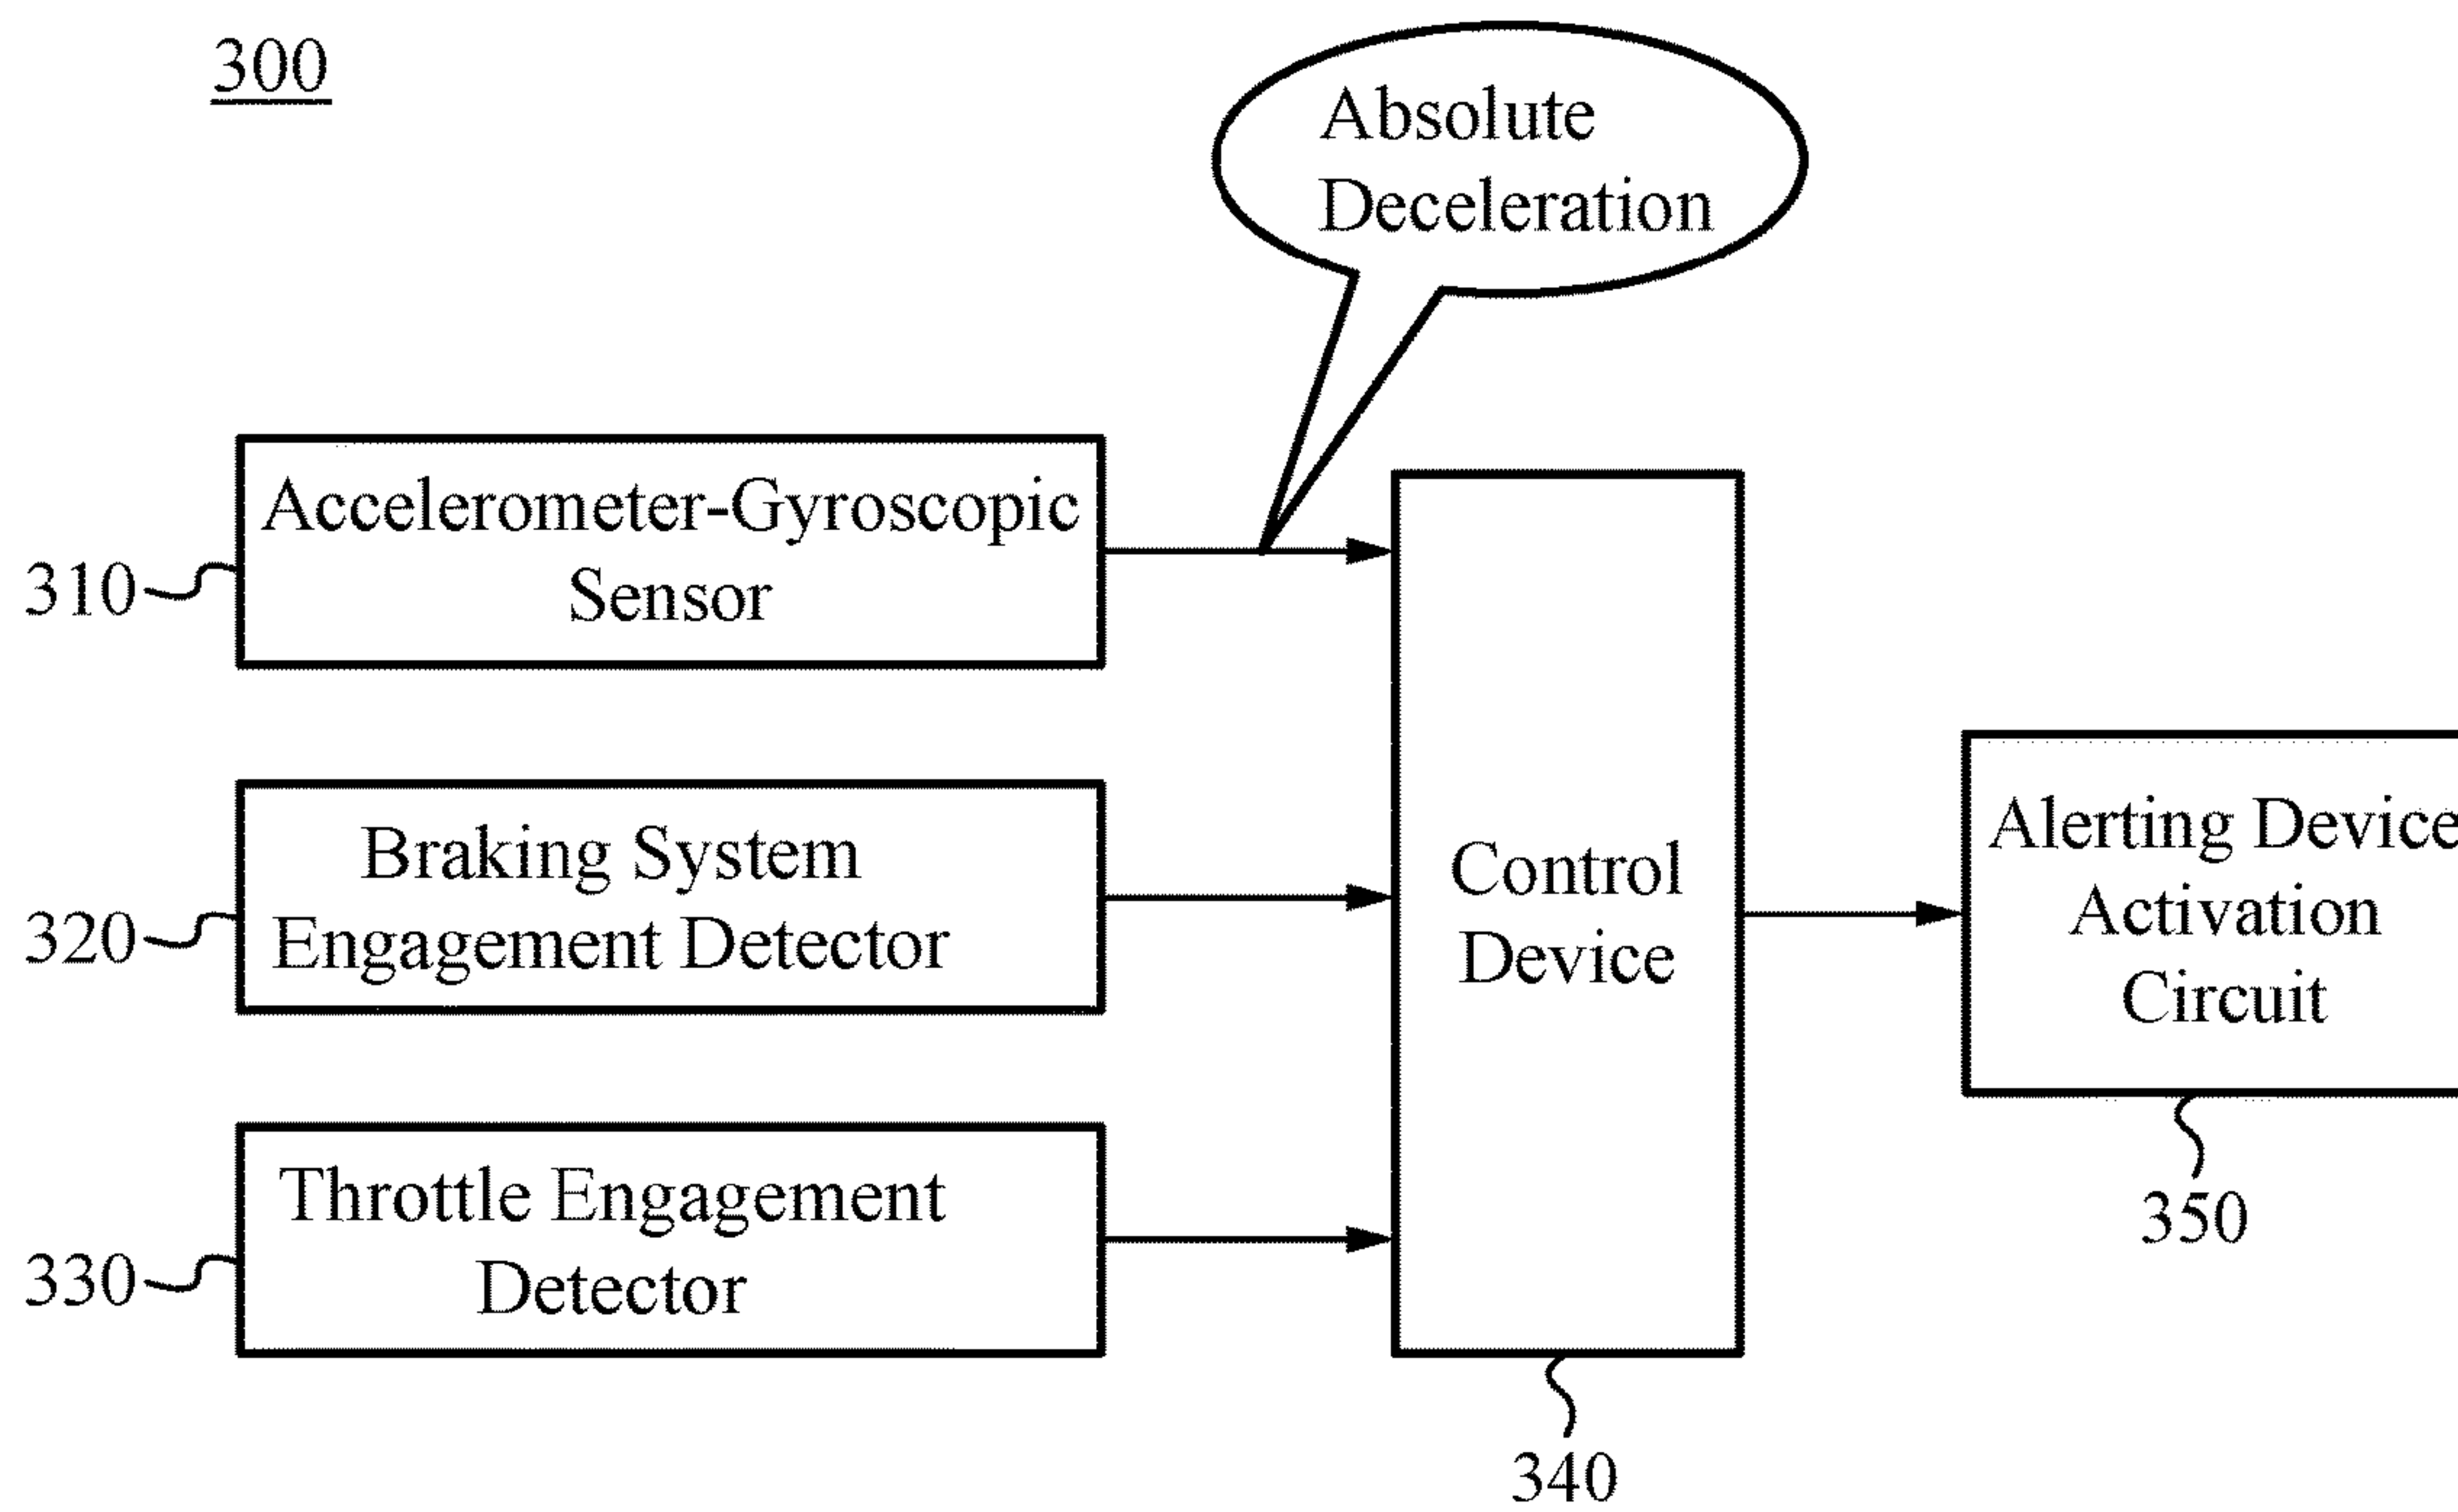 300
Absolute
Deceleration
Accelerometer-Gyroscopic
Sensor
310
Braking System
Engagement Detector
320
Throttle Engagement
Detector
330
Control
Device
340
Alerting Device
Activation
Circuit
350